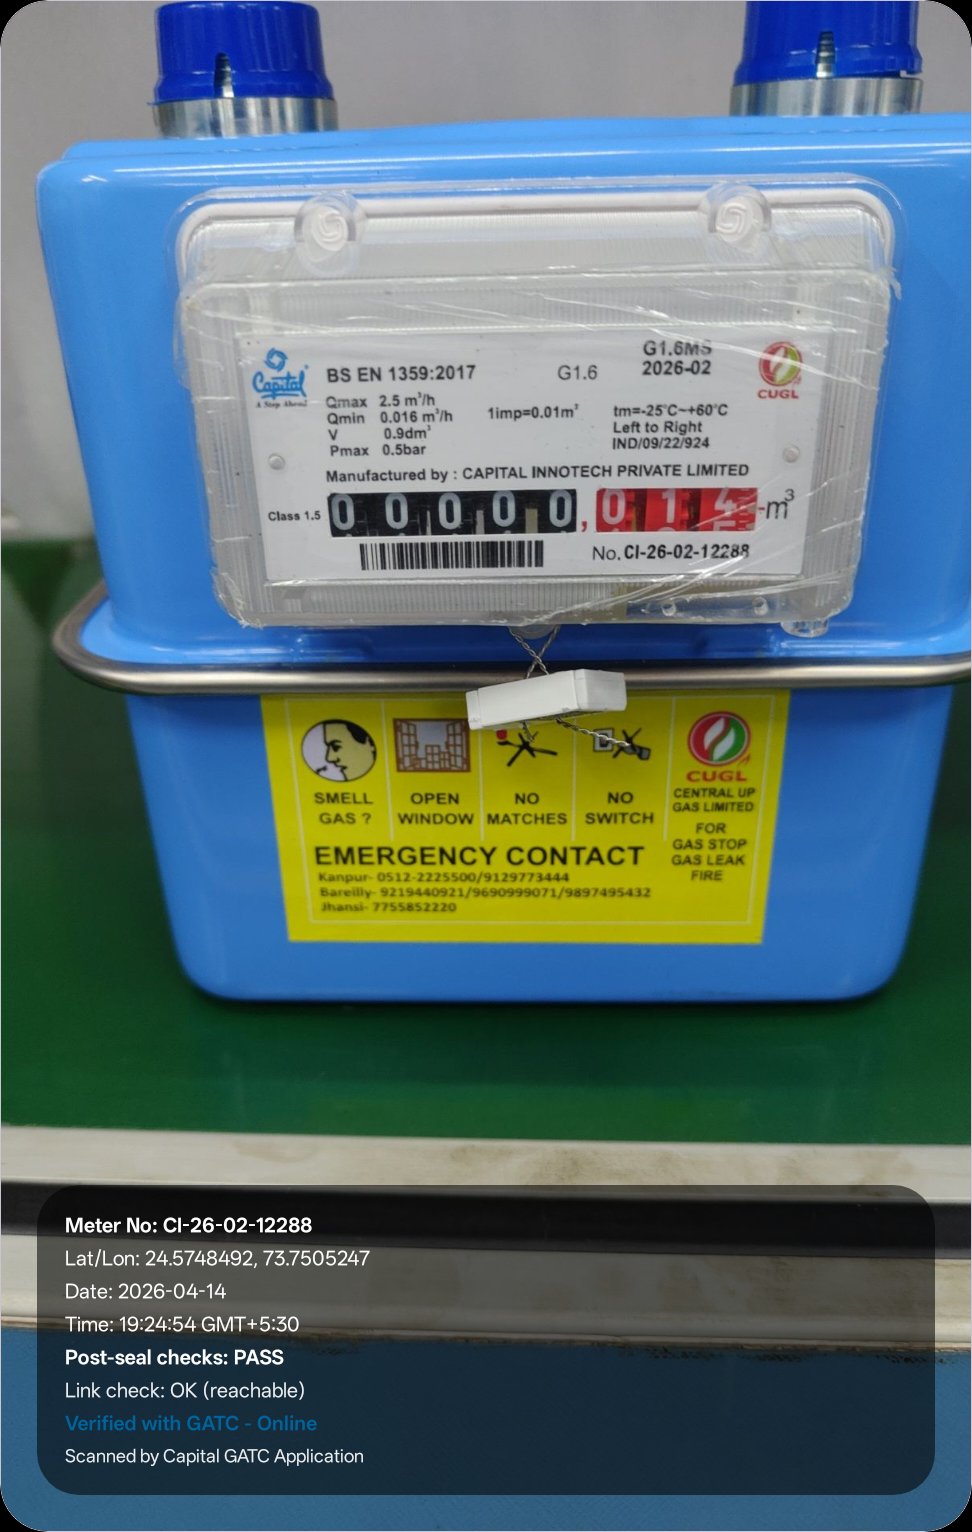 Capital
A Step Ahead
BS EN 1359:2017
G1.6
G1.6MS
2026-02
CUGL
Qmax 2.5 m³/h
Qmin 0.016 m³/h
V 0.9dm³
Pmax 0.5bar
1imp=0.01m³
tm=-25°C~+60°C
Left to Right
IND/09/22/924
Manufactured by : CAPITAL INNOTECH PRIVATE LIMITED
Class 1.5
0 0 0 0 0 , 0 1 4 -m³
No. CI-26-02-12288
SMELL
GAS ?
OPEN
WINDOW
NO
MATCHES
NO
SWITCH
CUGL
CENTRAL UP
GAS LIMITED
FOR
GAS STOP
GAS LEAK
FIRE
EMERGENCY CONTACT
Kanpur- 0512-2225500/9129773444
Bareilly- 9219440921/9690999071/9897495432
Jhansi- 7755852220
Meter No: CI-26-02-12288
Lat/Lon: 24.5748492, 73.7505247
Date: 2026-04-14
Time: 19:24:54 GMT+5:30
Post-seal checks: PASS
Link check: OK (reachable)
Verified with GATC - Online
Scanned by Capital GATC Application